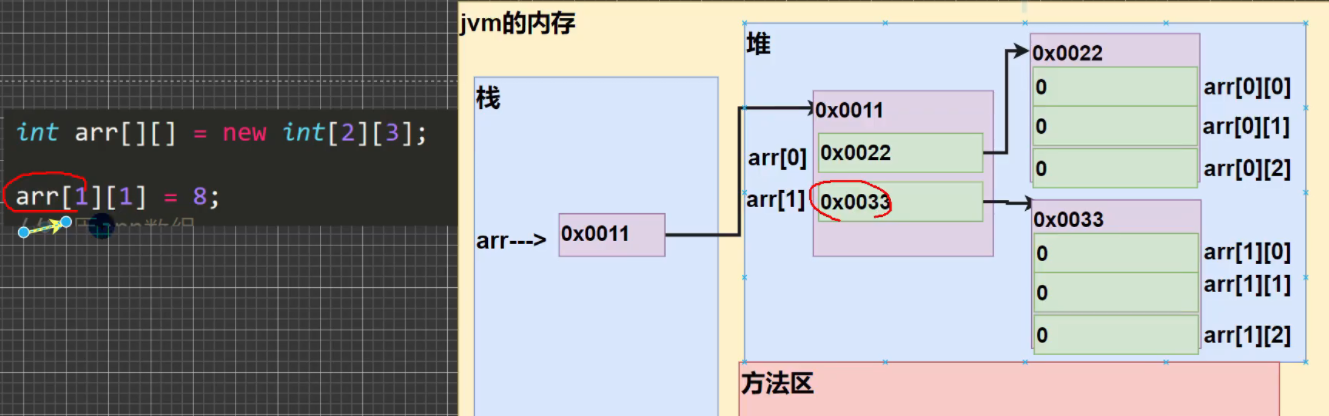 int arr[][] = new int[2][3];
arr[1][1] = 8;
jvm的内存
栈
arr--->
0x0011
堆
0x0011
arr[0]
0x0022
arr[1]
0x0033
0x0022
0
arr[0][0]
0
arr[0][1]
0
arr[0][2]
0x0033
0
arr[1][0]
0
arr[1][1]
0
arr[1][2]
方法区